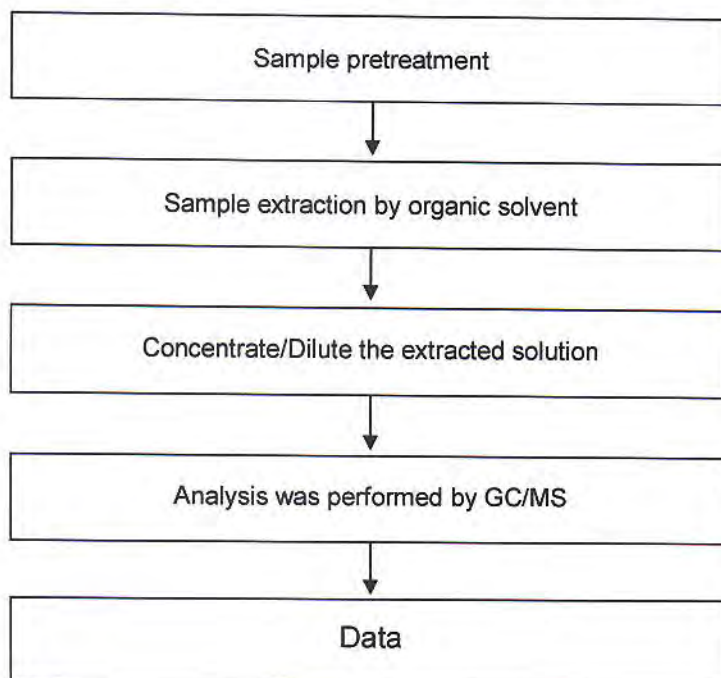 Sample pretreatment
Sample extraction by organic solvent
Concentrate/Dilute the extracted solution
Analysis was performed by GC/MS
Data